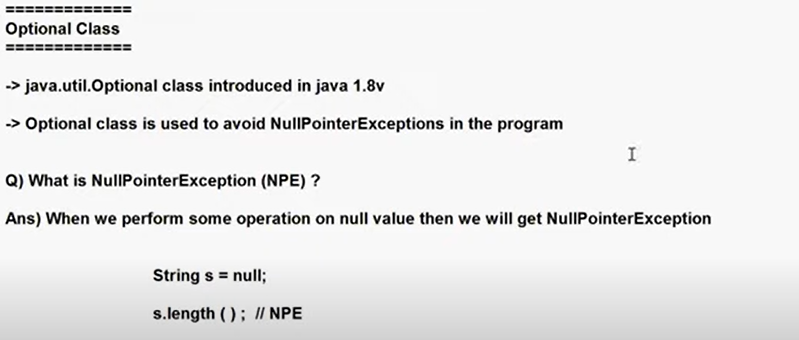 =============
Optional Class
=============
-> java.util.Optional class introduced in java 1.8v
-> Optional class is used to avoid NullPointerExceptions in the program
Q) What is NullPointerException (NPE) ?
Ans) When we perform some operation on null value then we will get NullPointerException
String s = null;
s.length ( ) ;  // NPE